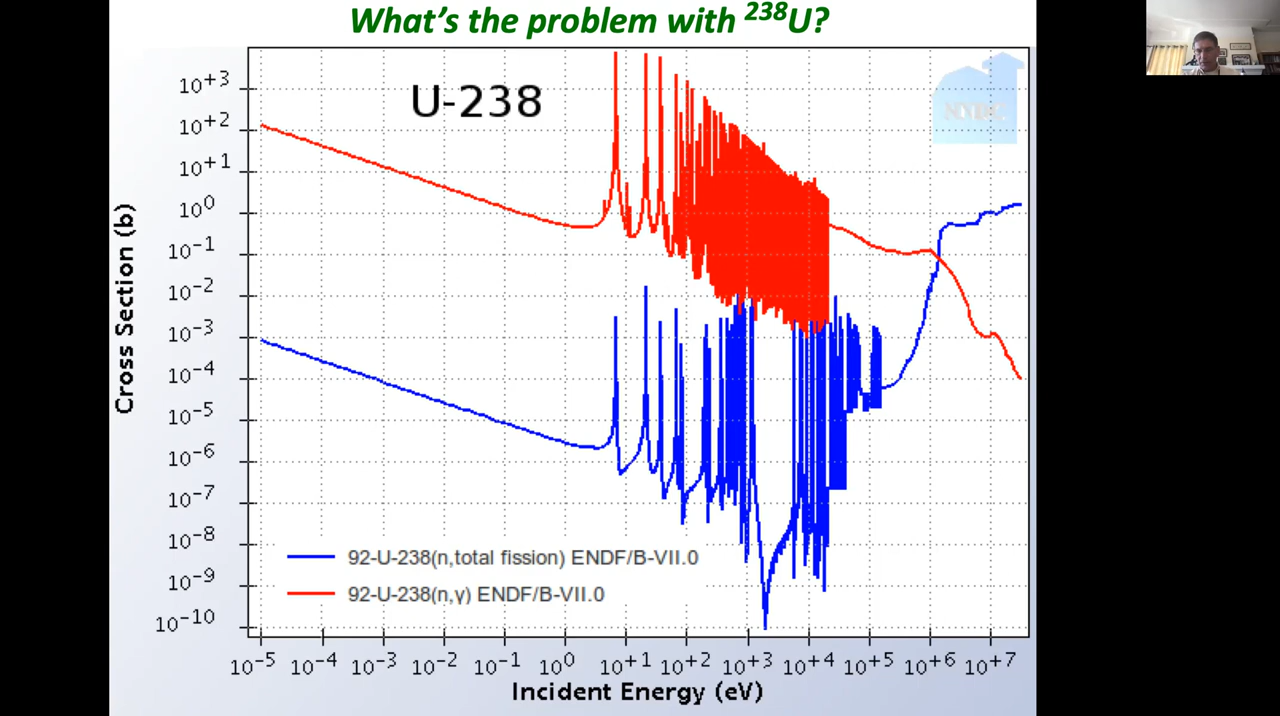 What's the problem with ²³⁸U?
U-238
NNDC
10⁺³
10⁺²
10⁺¹
10⁰
10⁻¹
10⁻²
10⁻³
10⁻⁴
10⁻⁵
10⁻⁶
10⁻⁷
10⁻⁸
10⁻⁹
10⁻¹⁰
Cross Section (b)
92-U-238(n,total fission) ENDF/B-VII.0
92-U-238(n,γ) ENDF/B-VII.0
10⁻⁵ 10⁻⁴ 10⁻³ 10⁻² 10⁻¹ 10⁰ 10⁺¹ 10⁺² 10⁺³ 10⁺⁴ 10⁺⁵ 10⁺⁶ 10⁺⁷
Incident Energy (eV)